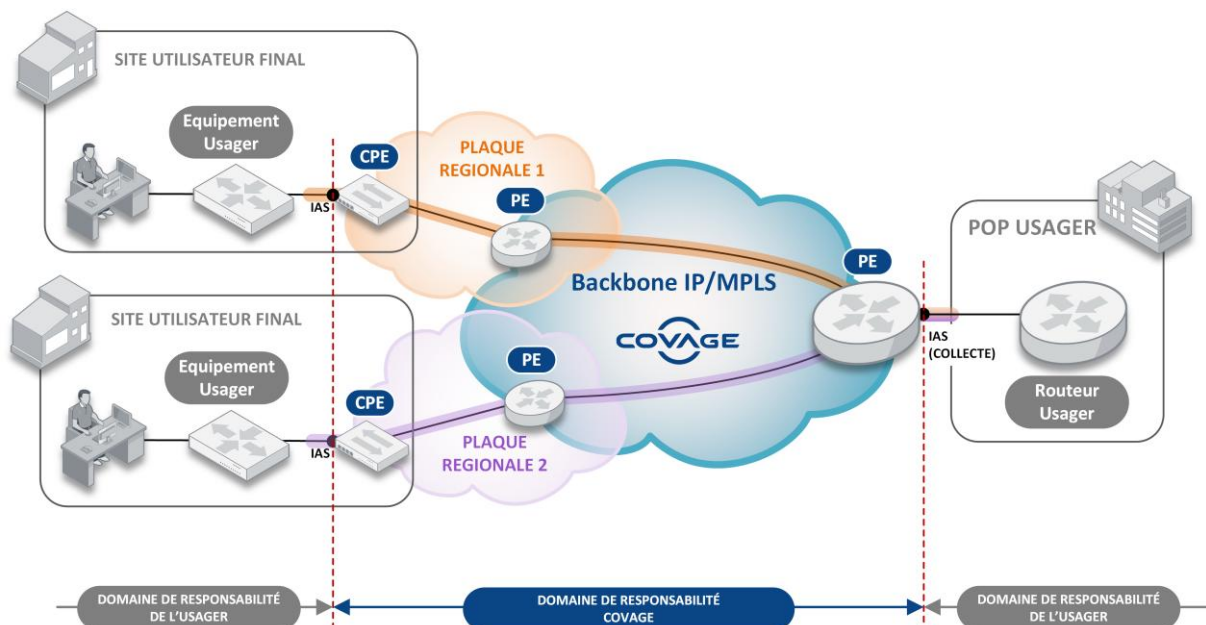 SITE UTILISATEUR FINAL
Equipement
Usager
CPE
IAS
PLAQUE
REGIONALE 1
PE
SITE UTILISATEUR FINAL
Equipement
Usager
CPE
IAS
PLAQUE
REGIONALE 2
PE
Backbone IP/MPLS
COVAGE
PE
IAS
(COLLECTE)
POP USAGER
Routeur
Usager
DOMAINE DE RESPONSABILITÉ
DE L'USAGER
DOMAINE DE RESPONSABILITÉ
COVAGE
DOMAINE DE RESPONSABILITÉ
DE L'USAGER